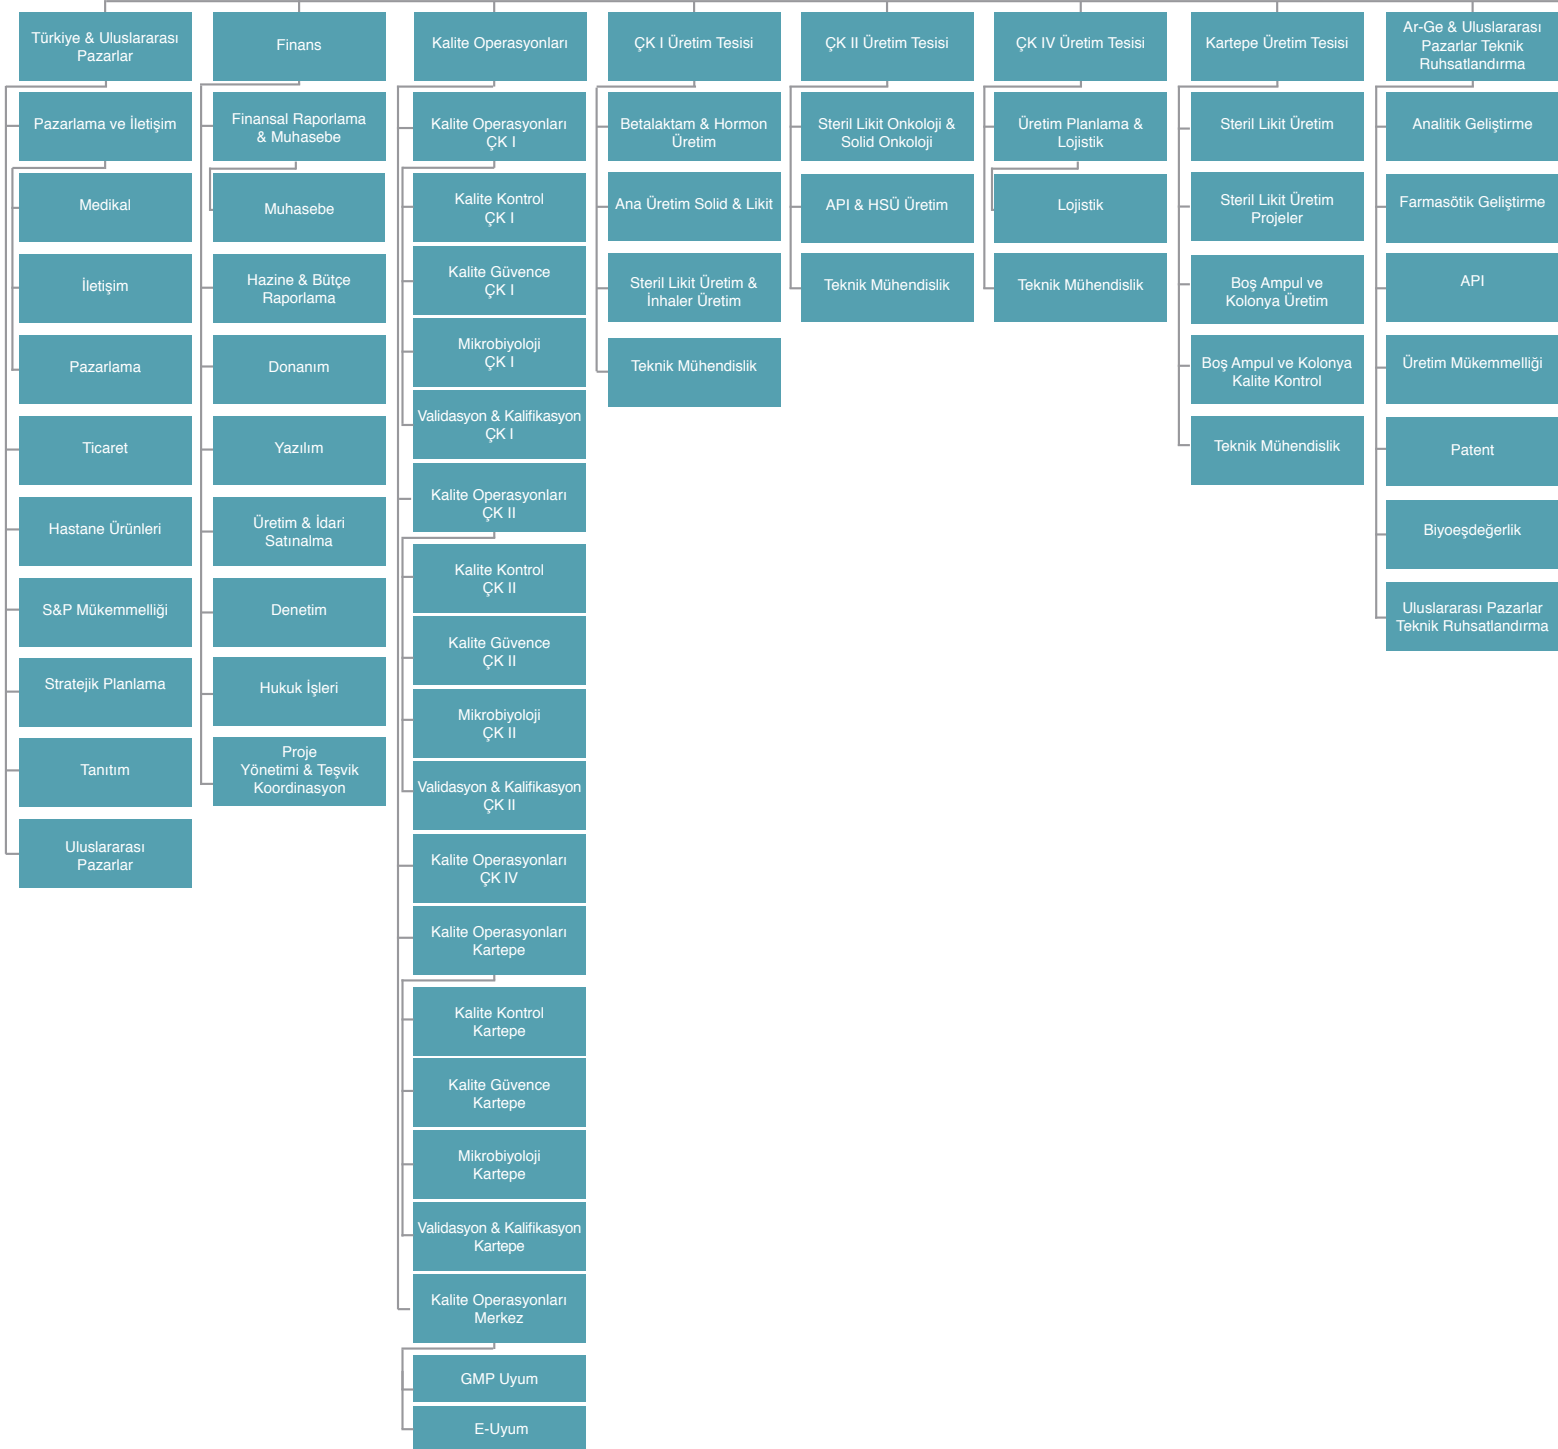 Türkiye & Uluslararası
Pazarlar
Pazarlama ve İletişim
Medikal
İletişim
Pazarlama
Ticaret
Hastane Ürünleri
S&P Mükemmelliği
Stratejik Planlama
Tanıtım
Uluslararası
Pazarlar
Finans
Finansal Raporlama
& Muhasebe
Muhasebe
Hazine & Bütçe
Raporlama
Donanım
Yazılım
Üretim & İdari
Satınalma
Denetim
Hukuk İşleri
Proje
Yönetimi & Teşvik
Koordinasyon
Kalite Operasyonları
Kalite Operasyonları
ÇK I
Kalite Kontrol
ÇK I
Kalite Güvence
ÇK I
Mikrobiyoloji
ÇK I
Validasyon & Kalifikasyon
ÇK I
Kalite Operasyonları
ÇK II
Kalite Kontrol
ÇK II
Kalite Güvence
ÇK II
Mikrobiyoloji
ÇK II
Validasyon & Kalifikasyon
ÇK II
Kalite Operasyonları
ÇK IV
Kalite Operasyonları
Kartepe
Kalite Kontrol
Kartepe
Kalite Güvence
Kartepe
Mikrobiyoloji
Kartepe
Validasyon & Kalifikasyon
Kartepe
Kalite Operasyonları
Merkez
GMP Uyum
E-Uyum
ÇK I Üretim Tesisi
Betalaktam & Hormon
Üretim
Ana Üretim Solid & Likit
Steril Likit Üretim &
İnhaler Üretim
Teknik Mühendislik
ÇK II Üretim Tesisi
Steril Likit Onkoloji &
Solid Onkoloji
API & HSÜ Üretim
Teknik Mühendislik
ÇK IV Üretim Tesisi
Üretim Planlama &
Lojistik
Lojistik
Teknik Mühendislik
Kartepe Üretim Tesisi
Steril Likit Üretim
Steril Likit Üretim
Projeler
Boş Ampul ve
Kolonya Üretim
Boş Ampul ve Kolonya
Kalite Kontrol
Teknik Mühendislik
Ar-Ge & Uluslararası
Pazarlar Teknik
Ruhsatlandırma
Analitik Geliştirme
Farmasötik Geliştirme
API
Üretim Mükemmelliği
Patent
Biyoeşdeğerlik
Uluslararası Pazarlar
Teknik Ruhsatlandırma